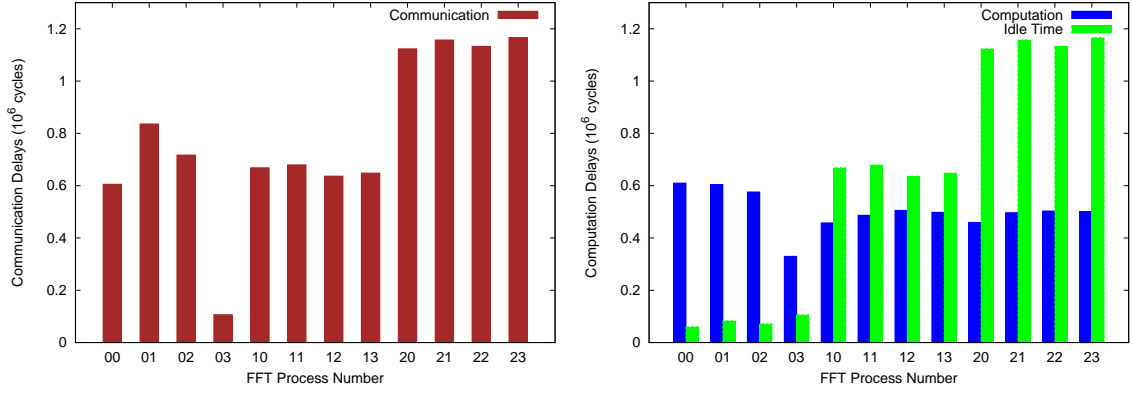 Communication
Communication Delays (10^6 cycles)
1.2
1
0.8
0.6
0.4
0.2
0
00 01 02 03 10 11 12 13 20 21 22 23
FFT Process Number
Computation
Idle Time
Computation Delays (10^6 cycles)
1.2
1
0.8
0.6
0.4
0.2
0
00 01 02 03 10 11 12 13 20 21 22 23
FFT Process Number